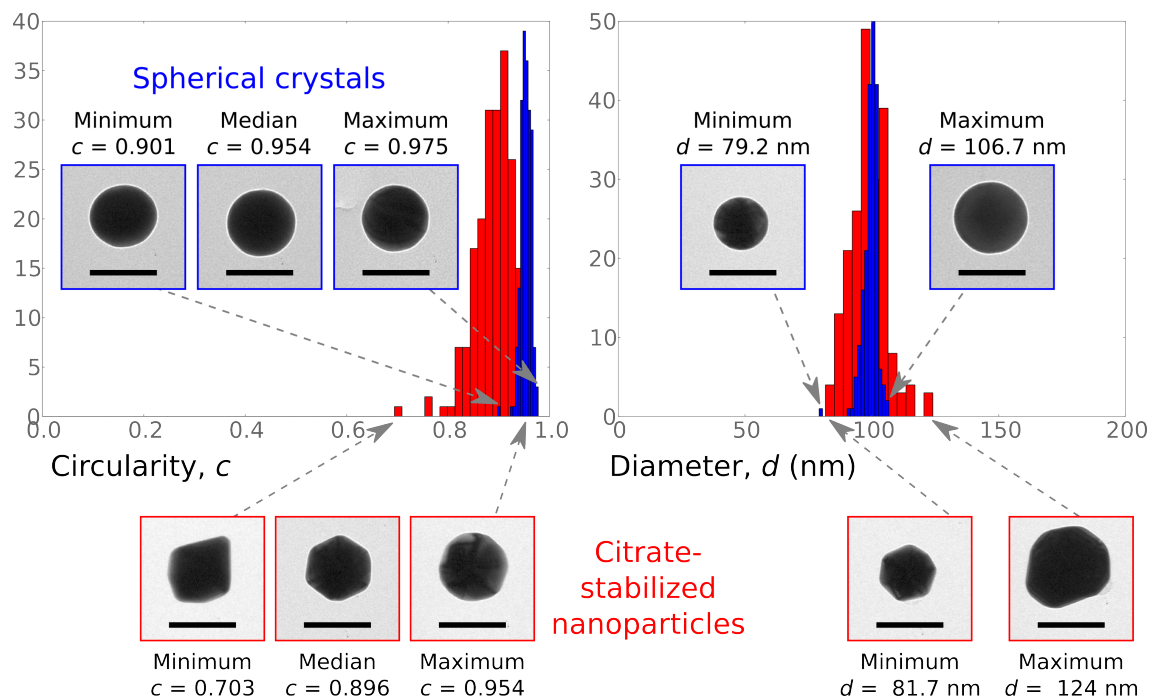 40
35
30
25
20
15
10
5
0
0.0 0.2 0.4 0.6 0.8 1.0
Circularity, c
Spherical crystals
Minimum
c = 0.901
Median
c = 0.954
Maximum
c = 0.975
50
40
30
20
10
0
0 50 100 150 200
Diameter, d (nm)
Minimum
d = 79.2 nm
Maximum
d = 106.7 nm
Minimum
c = 0.703
Median
c = 0.896
Maximum
c = 0.954
Citrate-
stabilized
nanoparticles
Minimum
d = 81.7 nm
Maximum
d = 124 nm